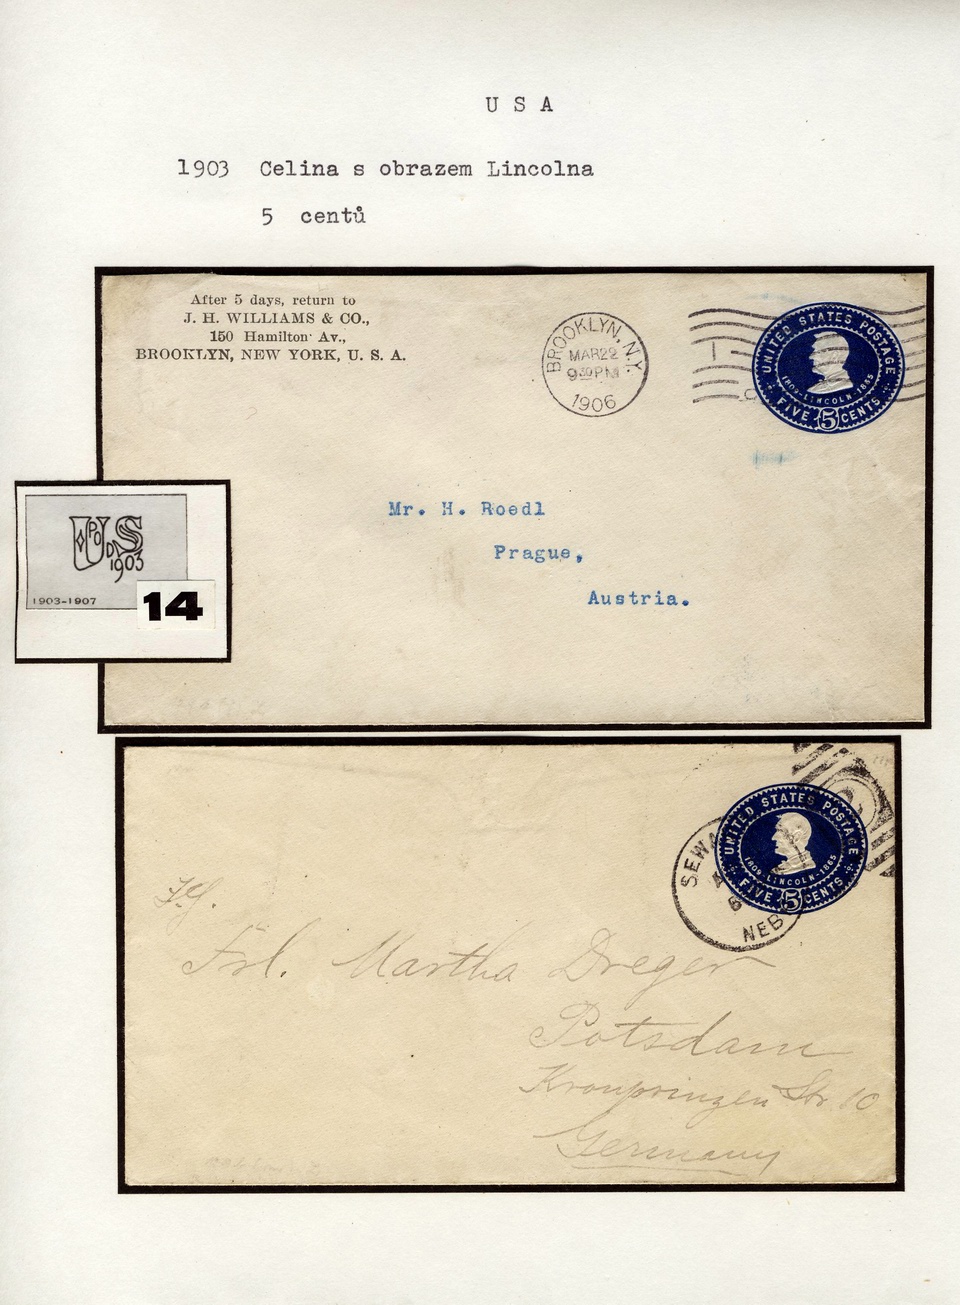 U S A
1903 Celina s obrazem Lincolna
5 centů
After 5 days, return to
J. H. WILLIAMS & CO.,
150 Hamilton Av.,
BROOKLYN, NEW YORK, U. S. A.
BROOKLYN, N.Y.
MAR 22
9 30 PM
1906
UNITED STATES POSTAGE
1809-LINCOLN-1865
FIVE 5 CENTS
Mr. H. Roedl
Prague,
Austria.
US
PO
D
1903
1903-1907
14
UNITED STATES POSTAGE
1809-LINCOLN-1865
FIVE 5 CENTS
NEB
Frl. Martha Dreger
Potsdam
Kronprinzen Str. 10
Germany